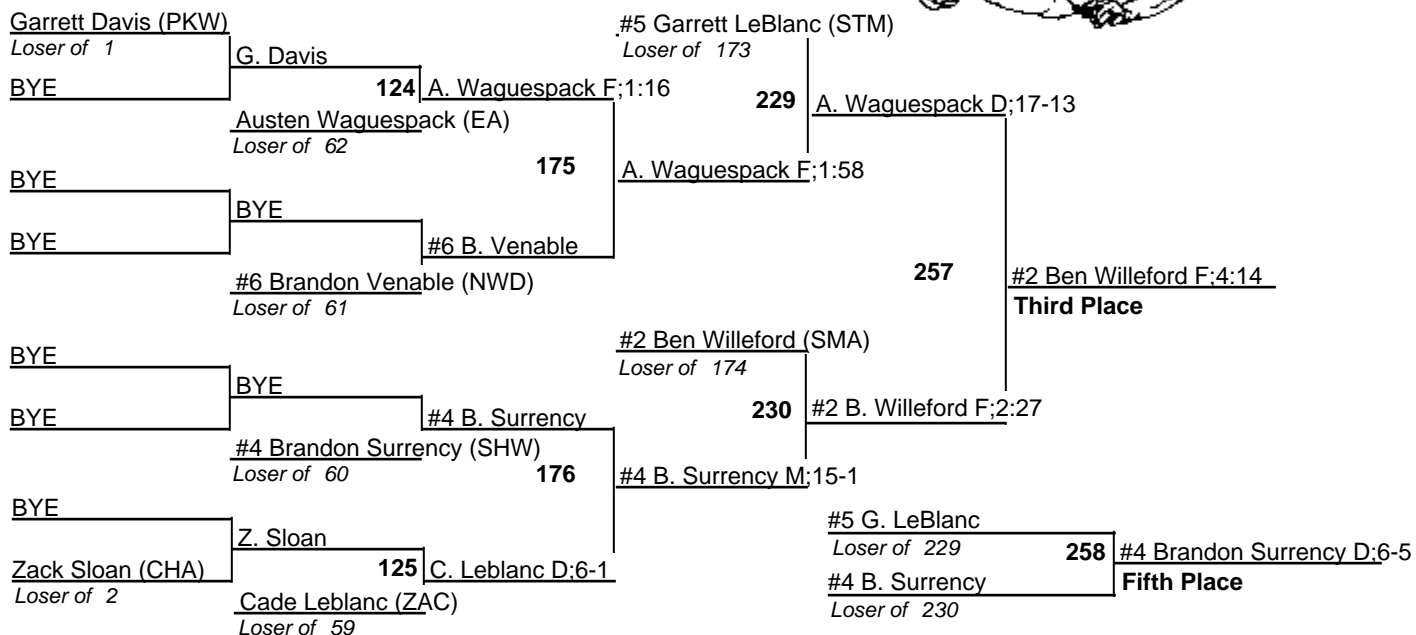 Garrett Davis (PKW)
Loser of 1
G. Davis
BYE
124
A. Waguespack F;1:16
Austen Waguespack (EA)
Loser of 62
175
BYE
BYE
BYE
#6 B. Venable
#6 Brandon Venable (NWD)
Loser of 61
#5 Garrett LeBlanc (STM)
Loser of 173
229
A. Waguespack D;17-13
A. Waguespack F;1:58
257
#2 Ben Willeford F;4:14
Third Place
BYE
BYE
BYE
#4 B. Surrency
#4 Brandon Surrency (SHW)
Loser of 60
176
BYE
Z. Sloan
Zack Sloan (CHA)
Loser of 2
125
C. Leblanc D;6-1
Cade Leblanc (ZAC)
Loser of 59
#2 Ben Willeford (SMA)
Loser of 174
230
#2 B. Willeford F;2:27
#4 B. Surrency M;15-1
#5 G. LeBlanc
Loser of 229
258
#4 Brandon Surrency D;6-5
Fifth Place
#4 B. Surrency
Loser of 230